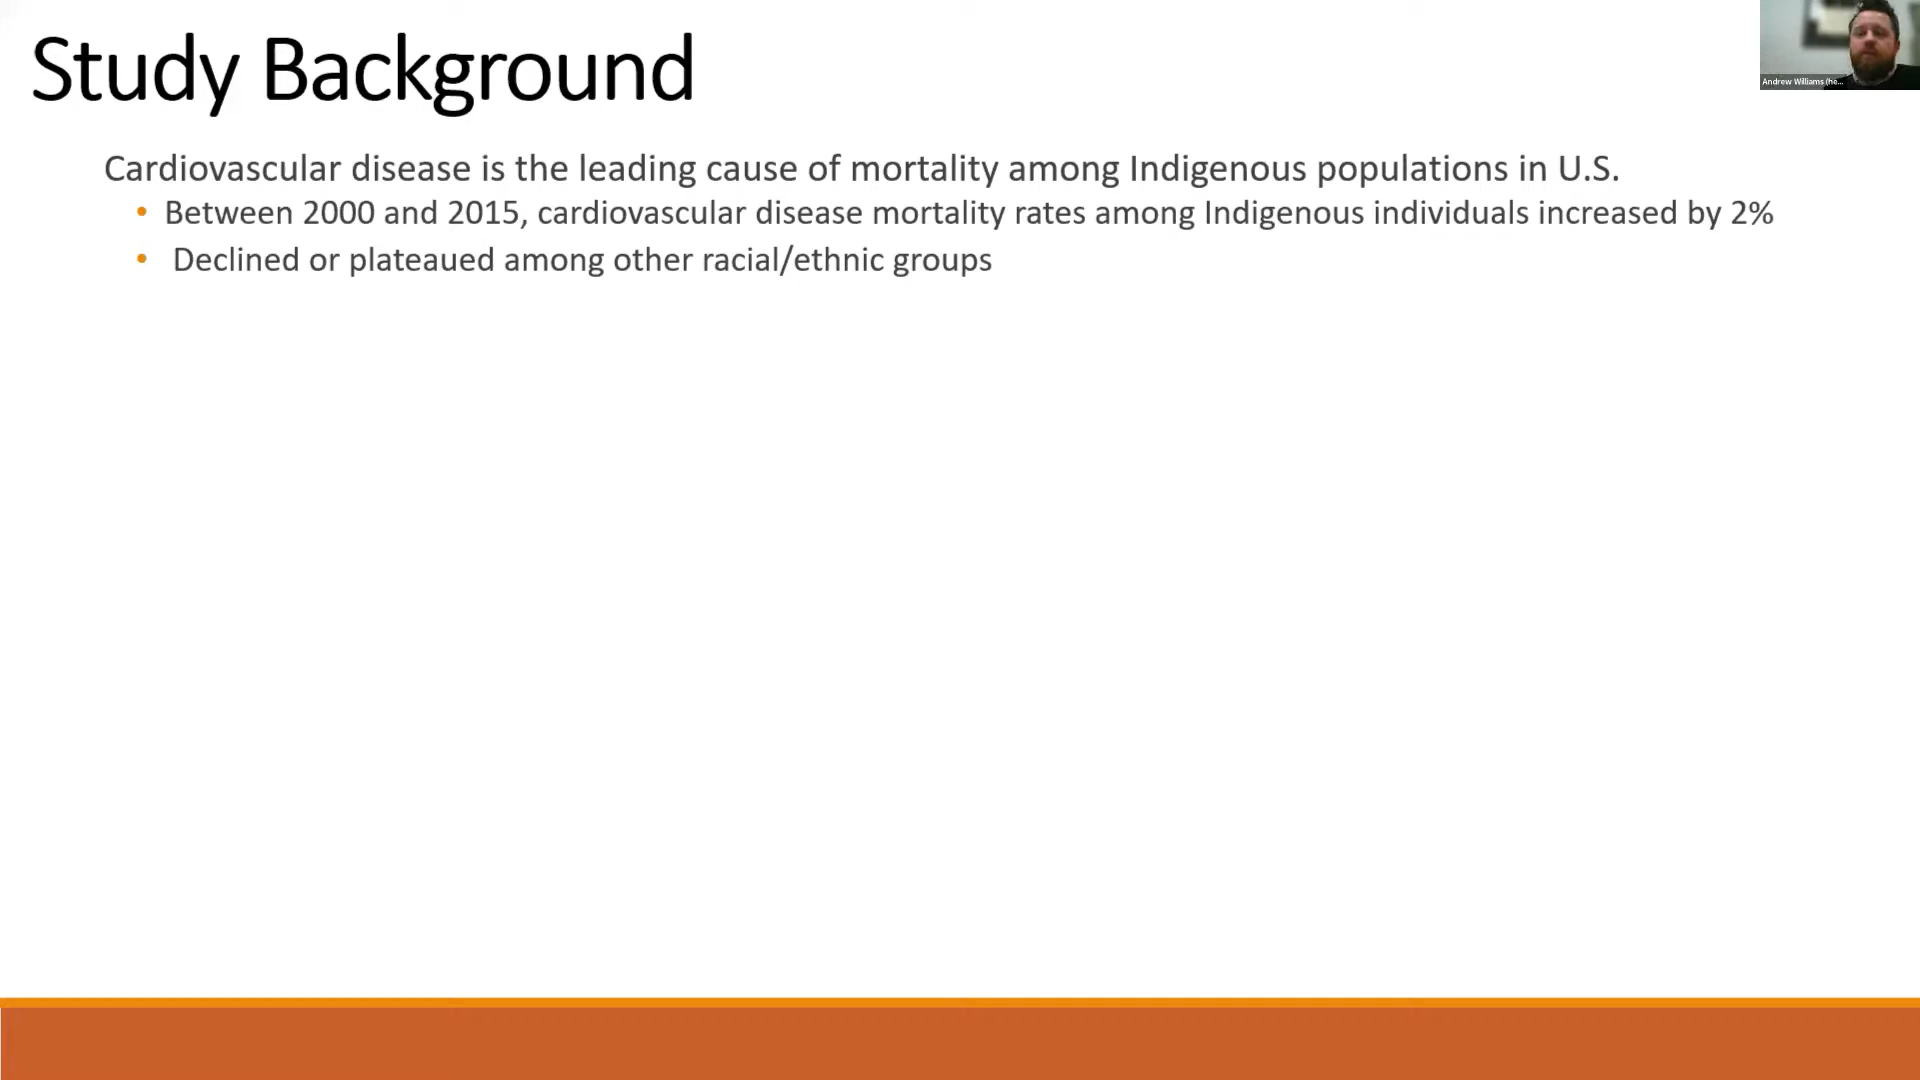 Study Background
Andrew Williams (he...
Cardiovascular disease is the leading cause of mortality among Indigenous populations in U.S.
• Between 2000 and 2015, cardiovascular disease mortality rates among Indigenous individuals increased by 2%
• Declined or plateaued among other racial/ethnic groups